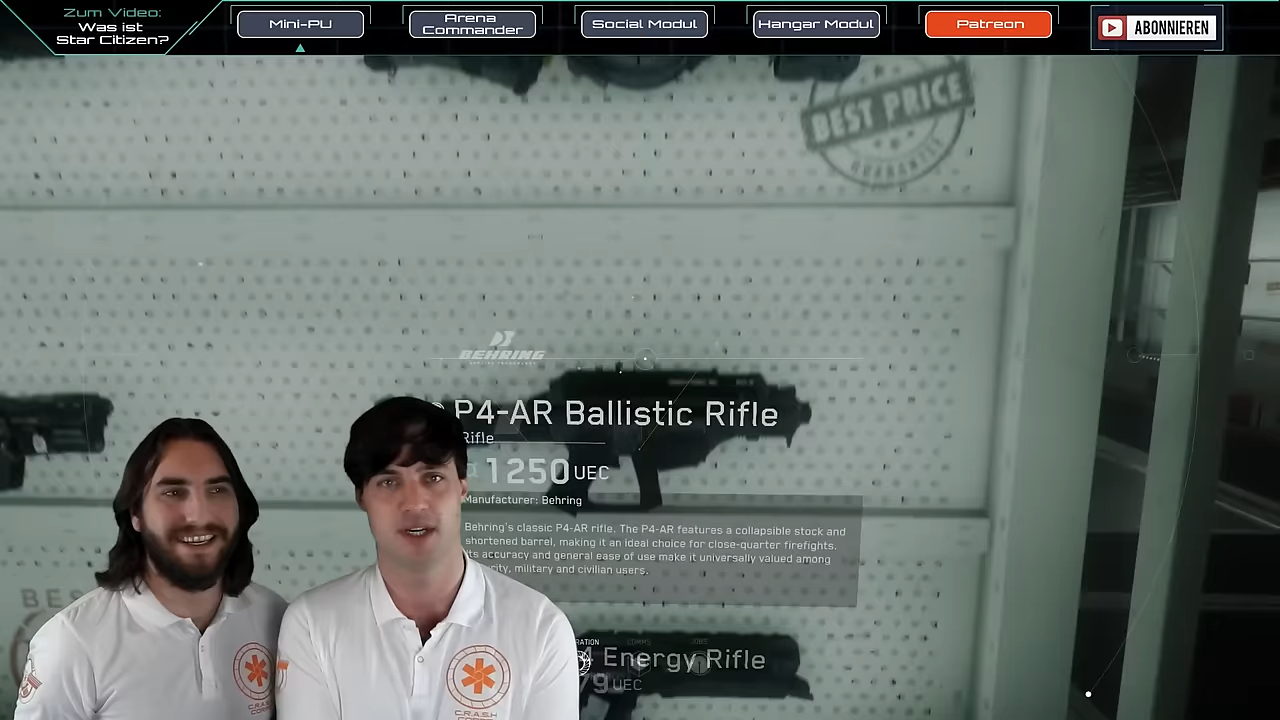 Zum Video:
Was ist
Star Citizen?
Mini-PU
Arena
Commander
Social Modul
Hangar Modul
Patreon
ABONNIEREN
BEST PRICE
GUARANTEE
BEHRING
P4-AR Ballistic Rifle
Rifle
1250 UEC
Manufacturer: Behring
Behring's classic P4-AR rifle. The P4-AR features a collapsible stock and
shortened barrel, making it an ideal choice for close-quarter firefights.
Its accuracy and general ease of use make it universally valued among
military and civilian users.
Energy Rifle
UEC
C.R.A.S.H